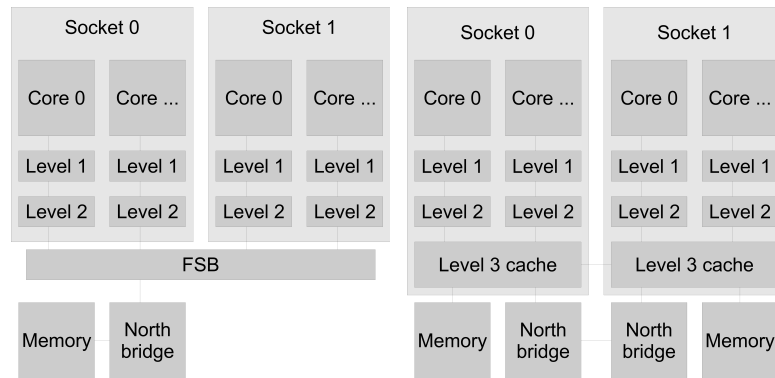 Socket 0
Socket 1
Core 0
Core ...
Core 0
Core ...
Level 1
Level 1
Level 1
Level 1
Level 2
Level 2
Level 2
Level 2
FSB
Memory
North
bridge
Socket 0
Socket 1
Core 0
Core ...
Core 0
Core ...
Level 1
Level 1
Level 1
Level 1
Level 2
Level 2
Level 2
Level 2
Level 3 cache
Level 3 cache
Memory
North
bridge
North
bridge
Memory